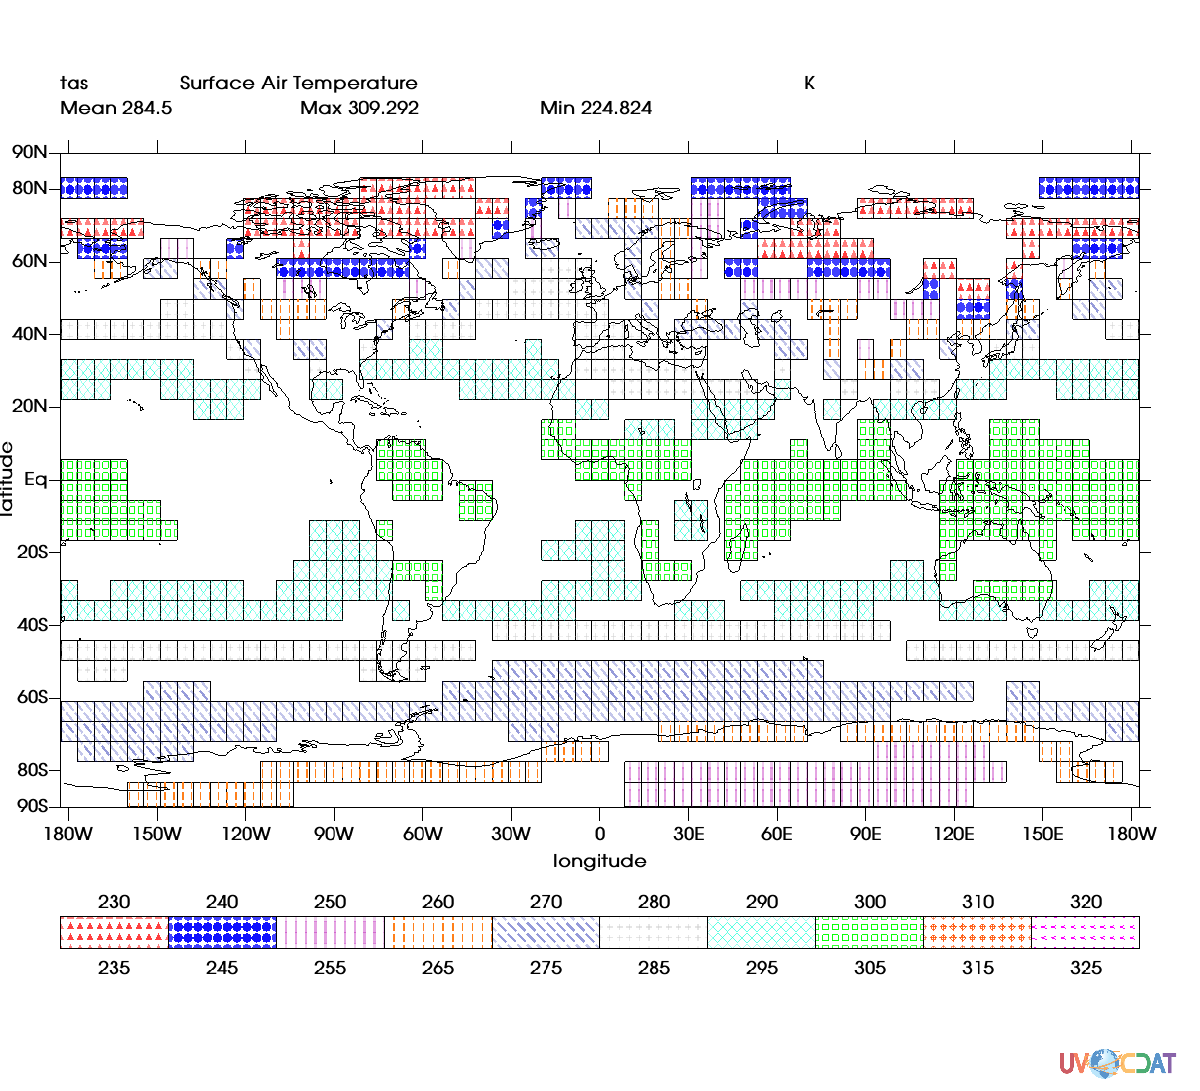 tas Surface Air Temperature K
Mean 284.5 Max 309.292 Min 224.824
90N
80N
60N
40N
20N
Eq
20S
40S
60S
80S
90S
latitude
180W 150W 120W 90W 60W 30W 0 30E 60E 90E 120E 150E 180W
longitude
230 240 250 260 270 280 290 300 310 320
235 245 255 265 275 285 295 305 315 325
UV CDAT